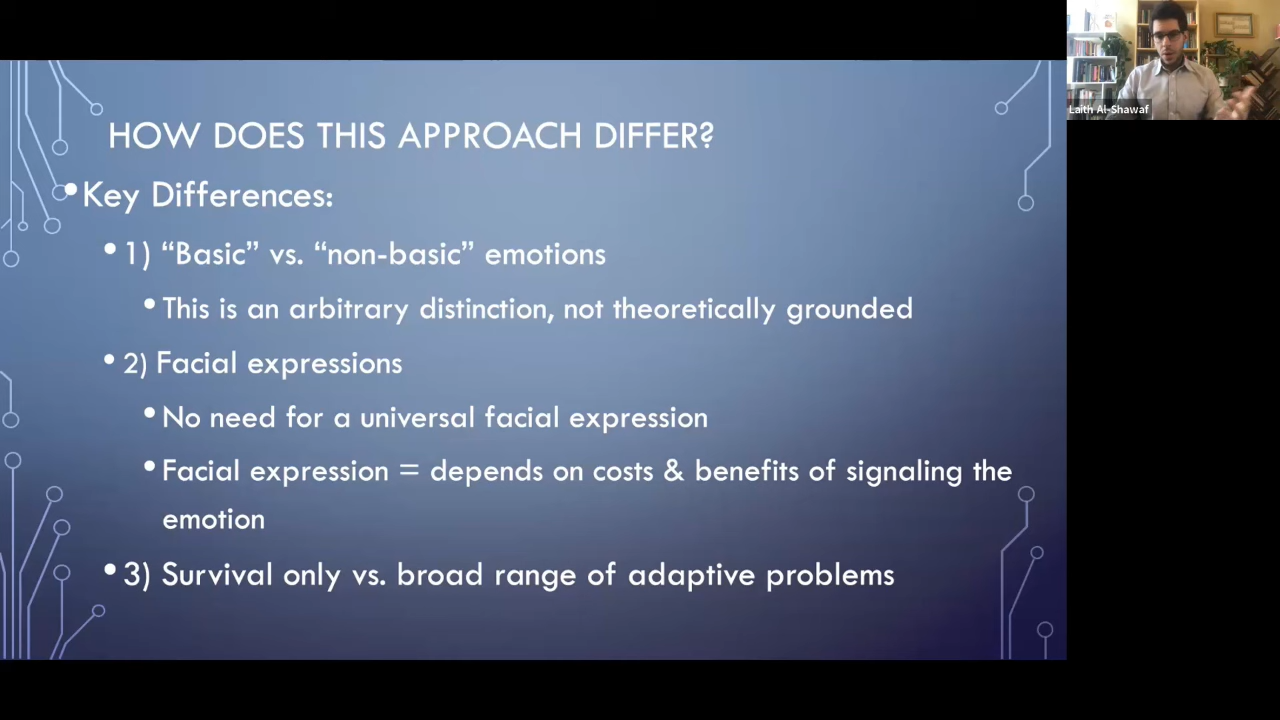 Laith Al-Shawaf
HOW DOES THIS APPROACH DIFFER?
•Key Differences:
•1) “Basic” vs. “non-basic” emotions
•This is an arbitrary distinction, not theoretically grounded
•2) Facial expressions
•No need for a universal facial expression
•Facial expression = depends on costs & benefits of signaling the
emotion
•3) Survival only vs. broad range of adaptive problems